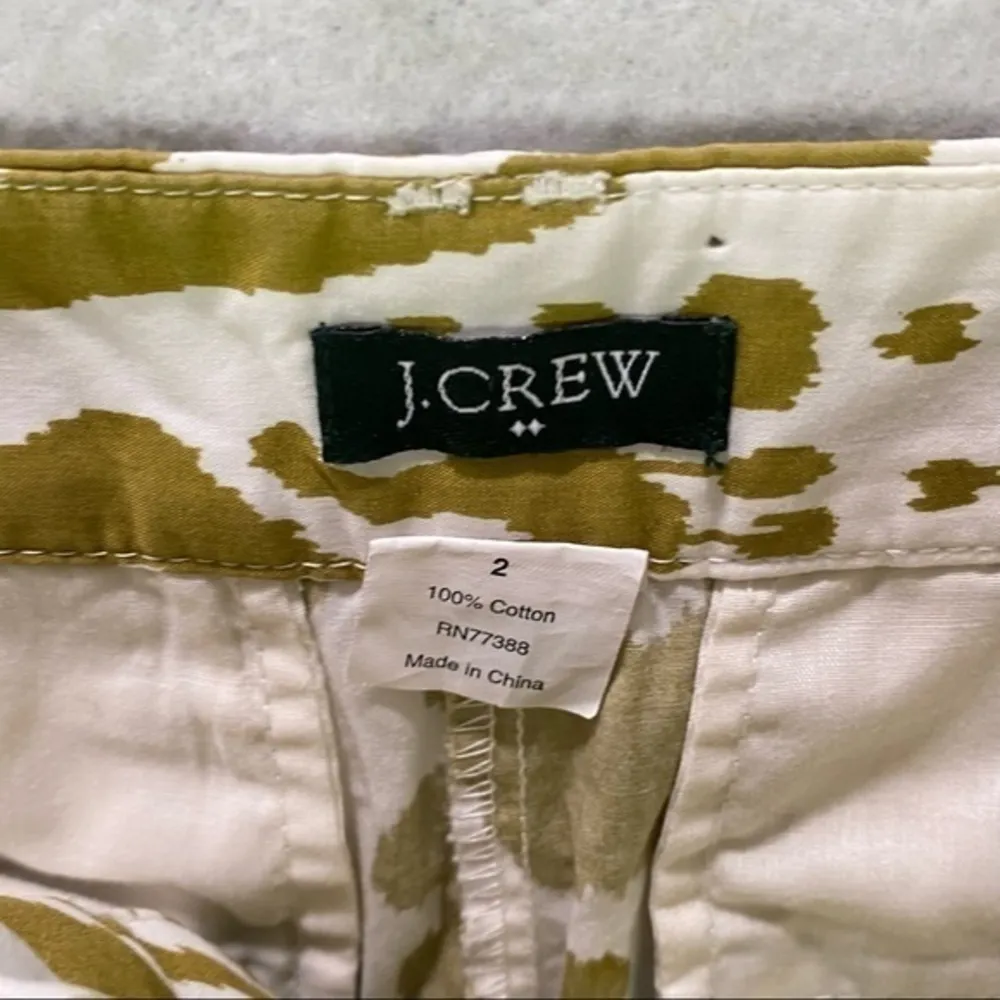 J.CREW
2
100% Cotton
RN77388
Made in China